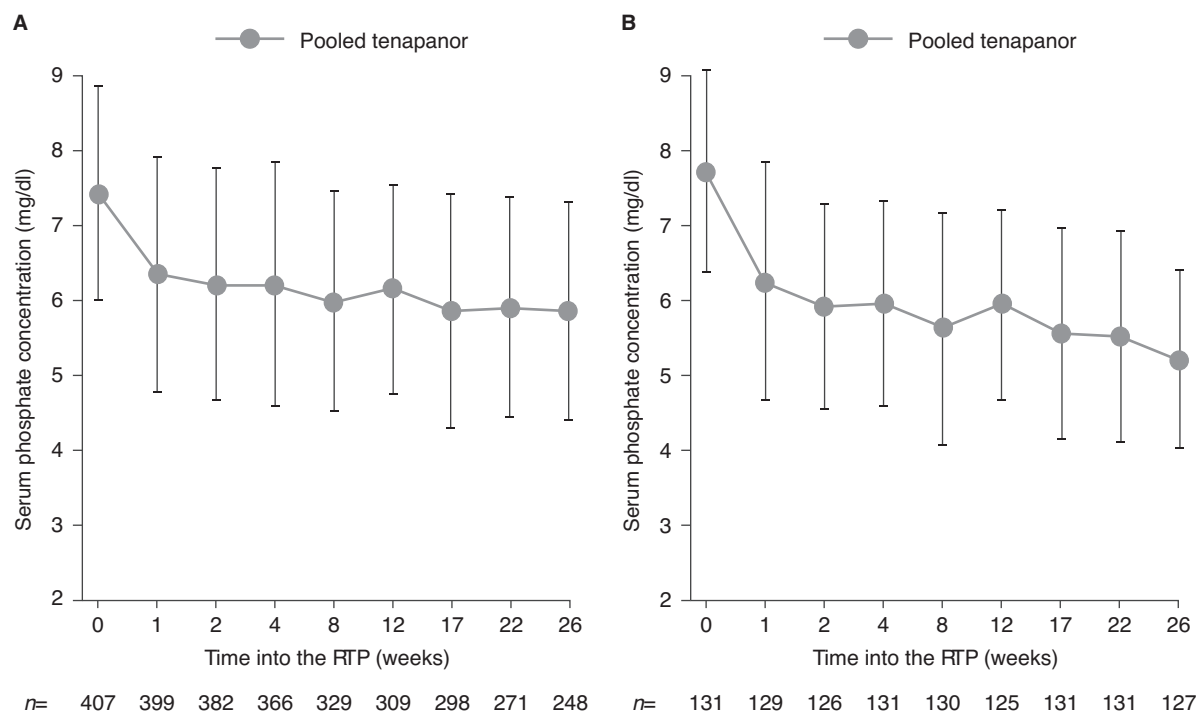 A
Pooled tenapanor
9
8
7
6
5
4
3
2
Serum phosphate concentration (mg/dl)
0 1 2 4 8 12 17 22 26
Time into the RTP (weeks)
n= 407 399 382 366 329 309 298 271 248
B
Pooled tenapanor
9
8
7
6
5
4
3
2
Serum phosphate concentration (mg/dl)
0 1 2 4 8 12 17 22 26
Time into the RTP (weeks)
n= 131 129 126 131 130 125 131 131 127